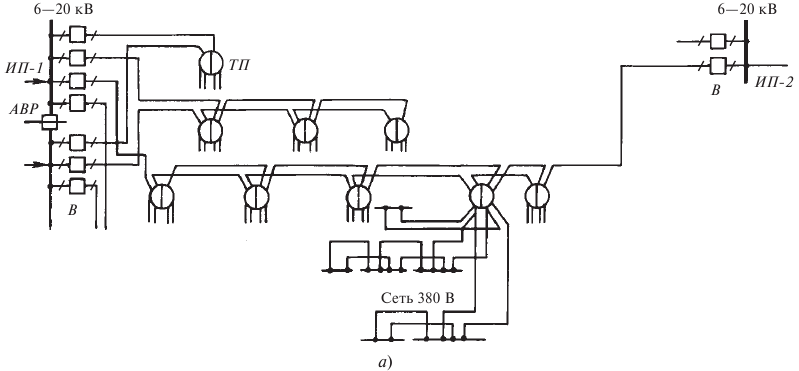 6—20 кВ
6—20 кВ
ИП-1
ТП
В
ИП-2
АВР
В
Сеть 380 В
а)